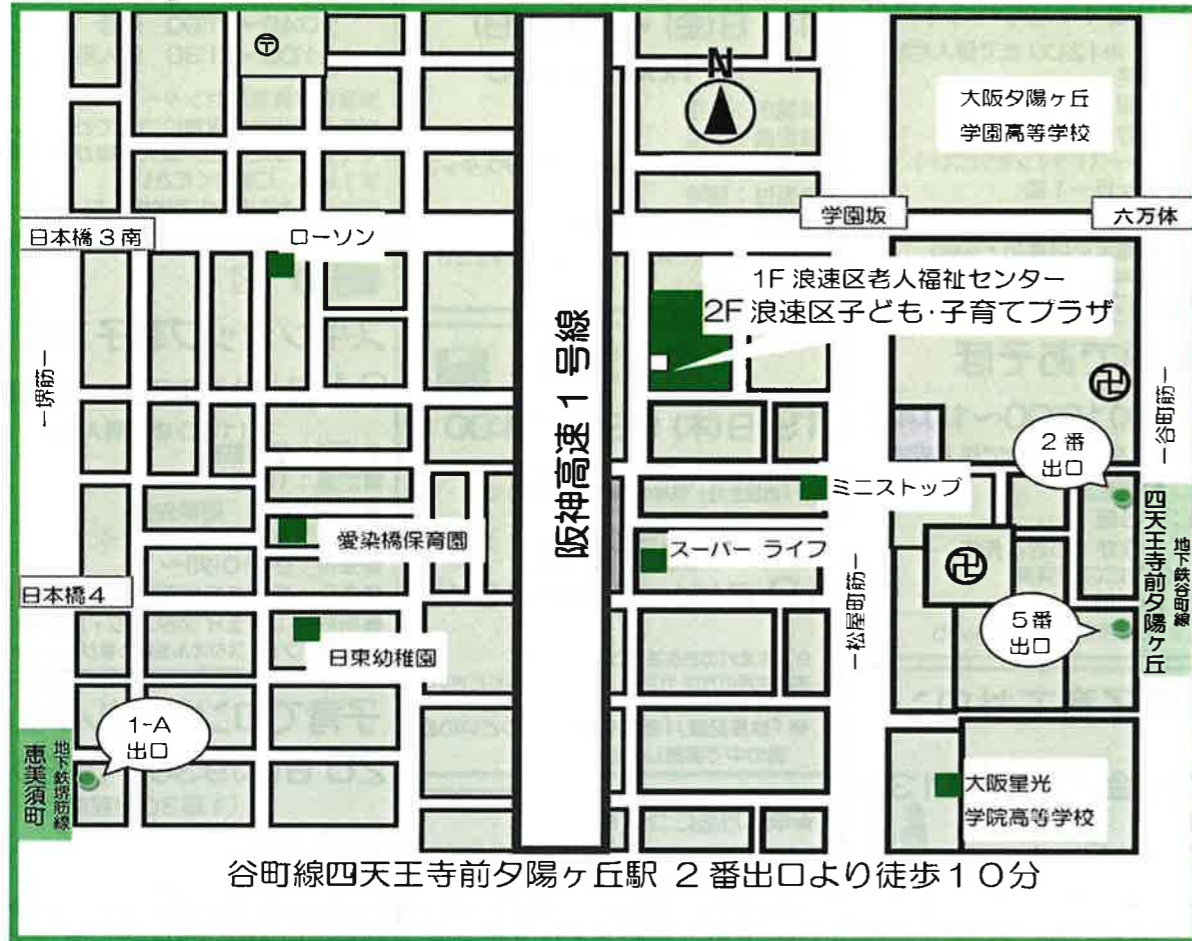 〒
N
大阪夕陽ヶ丘
学園高等学校
学園坂
六万体
日本橋3南
ローソン
1F 浪速区老人福祉センター
2F 浪速区子ども・子育てプラザ
阪神高速1号線
ー堺筋ー
卍
ー谷町筋ー
2番
出口
ミニストップ
地下鉄谷町線
四天王寺前夕陽ヶ丘
愛染橋保育園
スーパー ライフ
卍
ー松屋町筋ー
日本橋4
5番
出口
日東幼稚園
1-A
出口
地下鉄堺筋線
恵美須町
大阪星光
学院高等学校
谷町線四天王寺前夕陽ヶ丘駅 2番出口より徒歩10分